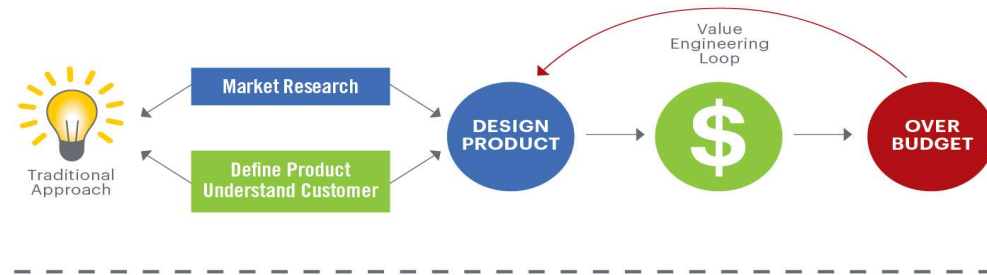 Traditional
Approach
Market Research
Define Product
Understand Customer
DESIGN
PRODUCT
Value
Engineering
Loop
$
OVER
BUDGET